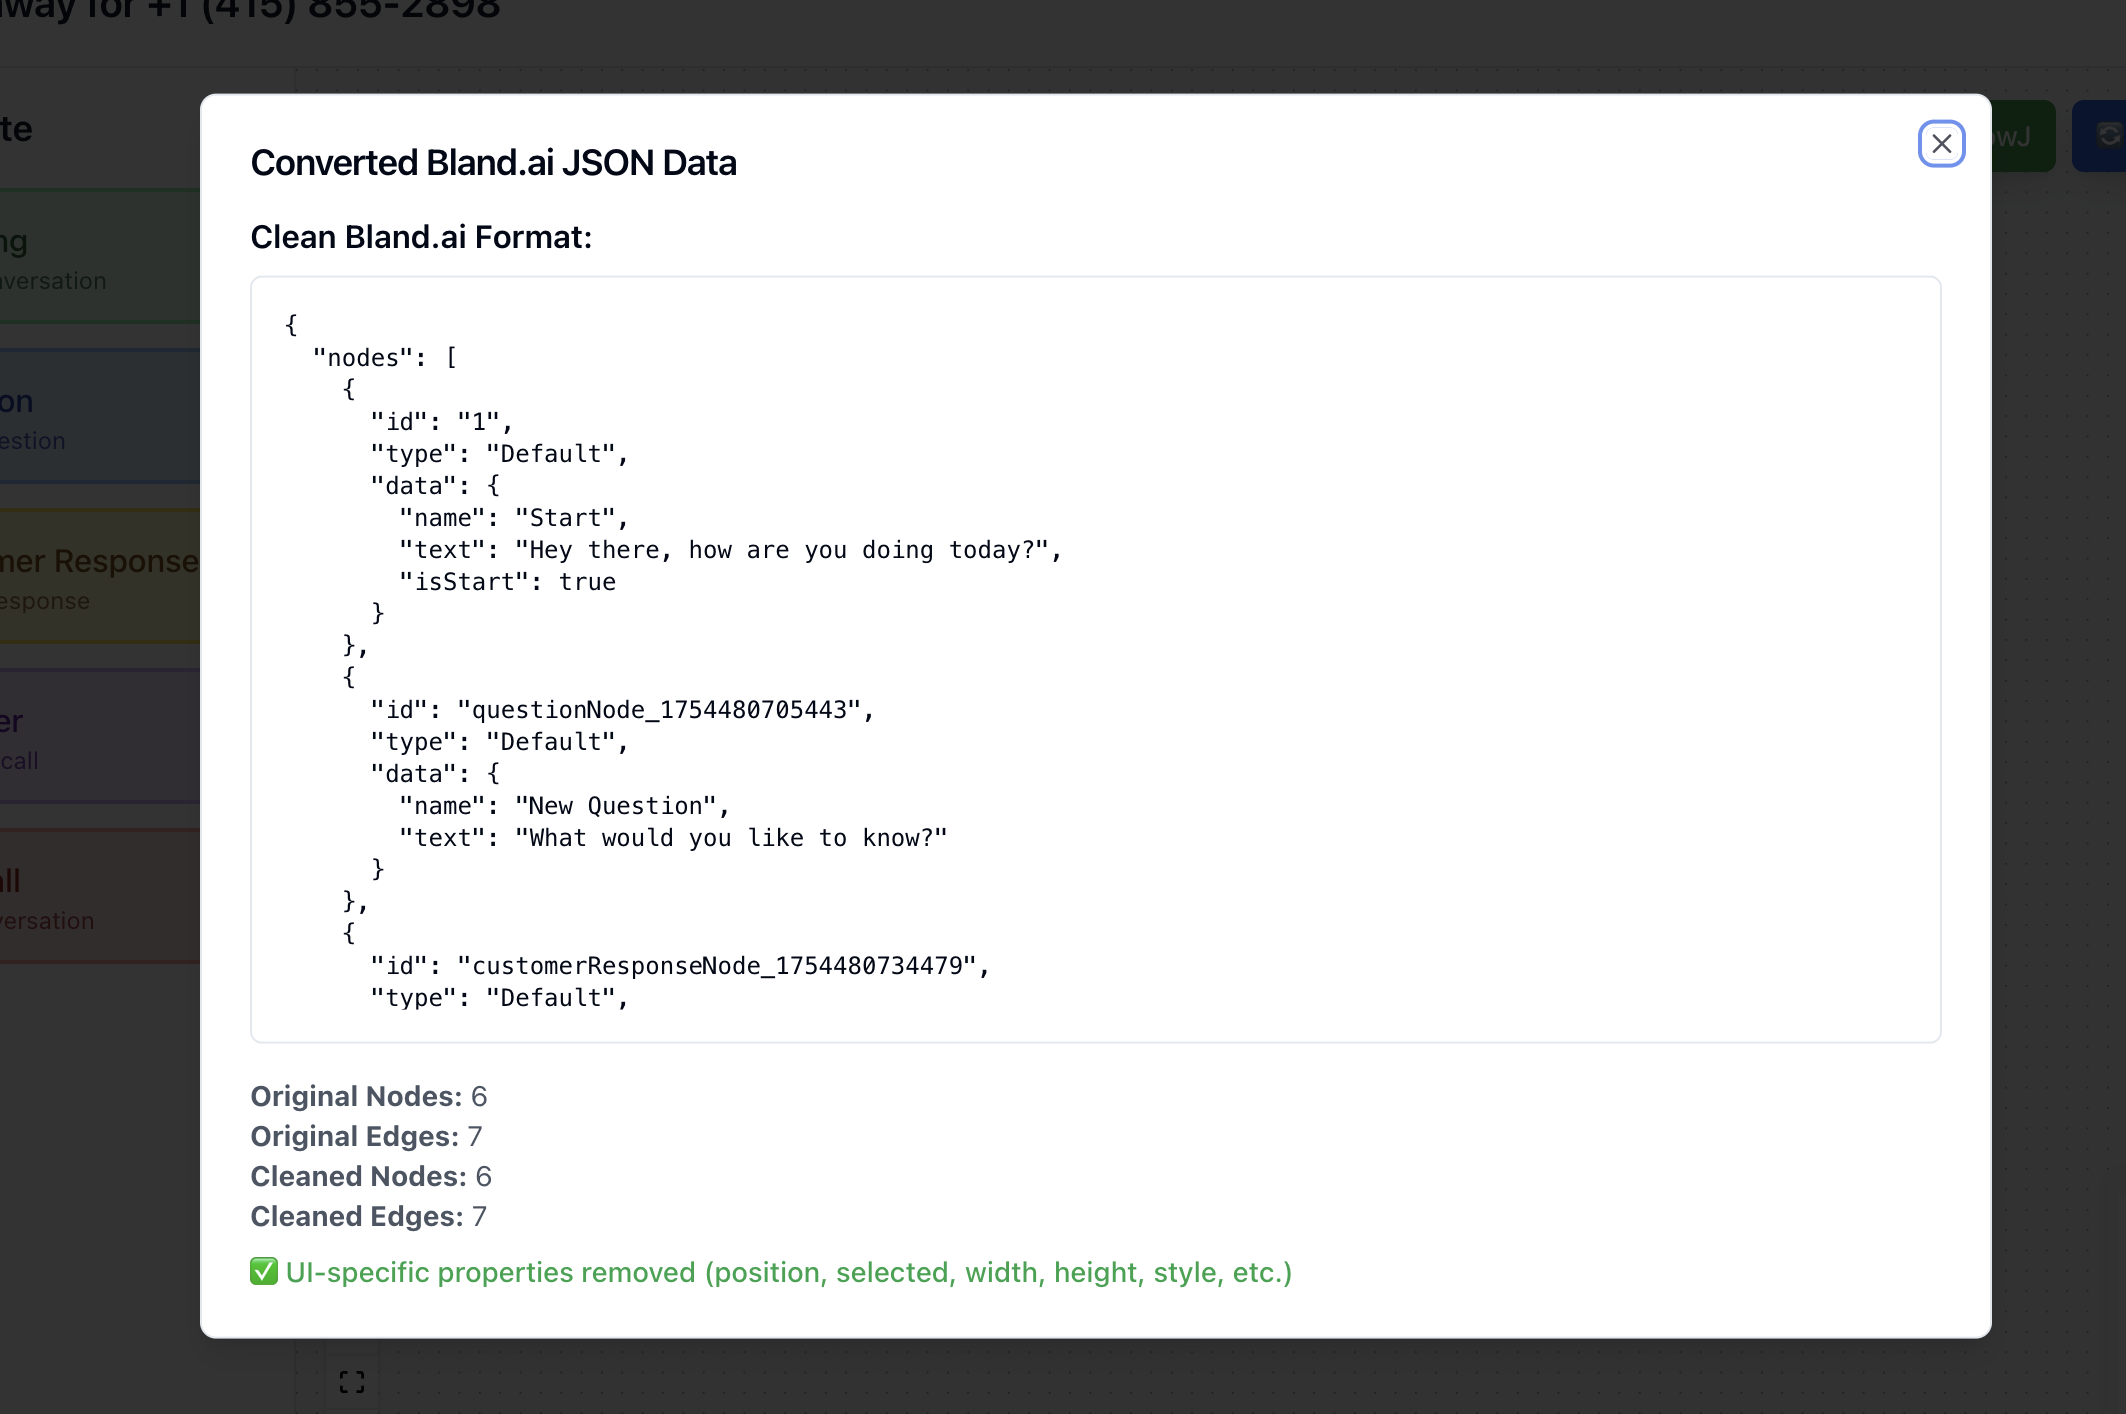 way for +1 (415) 855-2898
te
ng
nversation
on
estion
mer Response
esponse
er
call
all
versation
owJ
Converted Bland.ai JSON Data
Clean Bland.ai Format:
{
  "nodes": [
    {
      "id": "1",
      "type": "Default",
      "data": {
        "name": "Start",
        "text": "Hey there, how are you doing today?",
        "isStart": true
      }
    },
    {
      "id": "questionNode_1754480705443",
      "type": "Default",
      "data": {
        "name": "New Question",
        "text": "What would you like to know?"
      }
    },
    {
      "id": "customerResponseNode_1754480734479",
      "type": "Default",
Original Nodes: 6
Original Edges: 7
Cleaned Nodes: 6
Cleaned Edges: 7
✅ UI-specific properties removed (position, selected, width, height, style, etc.)